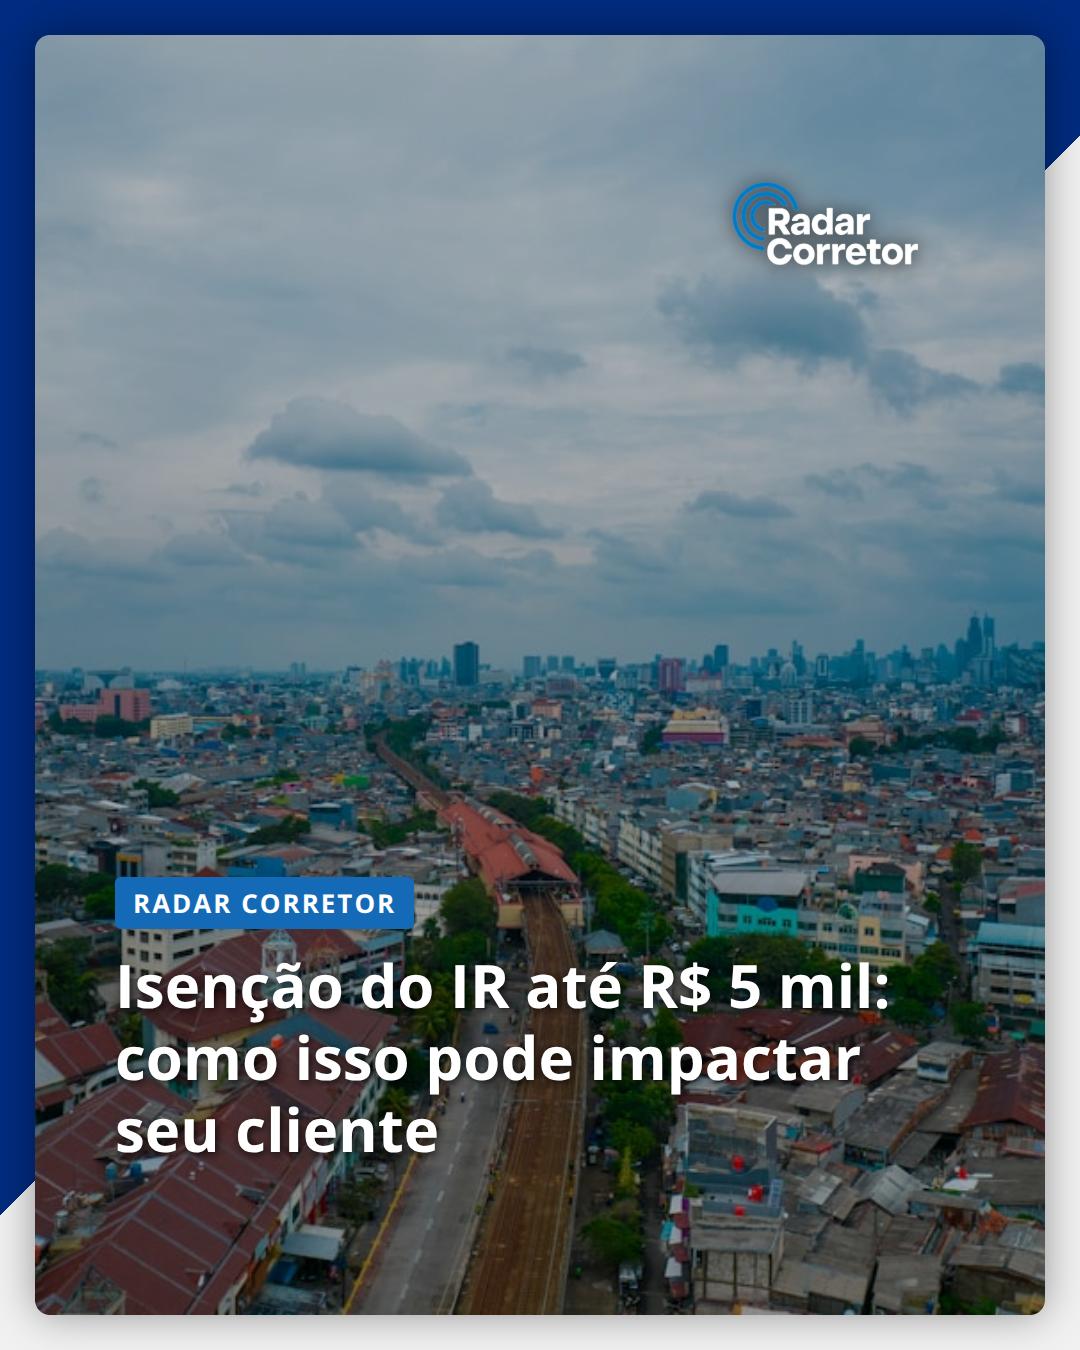 Radar
Corretor
RADAR CORRETOR
Isenção do IR até R$ 5 mil:
como isso pode impactar
seu cliente